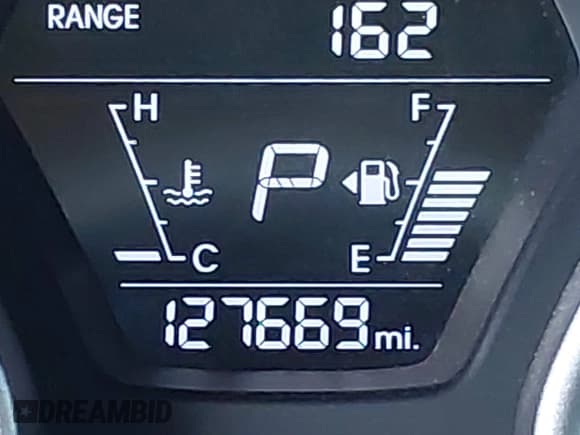 RANGE 162
H F
P
C E
127669 mi.
DREAMBID